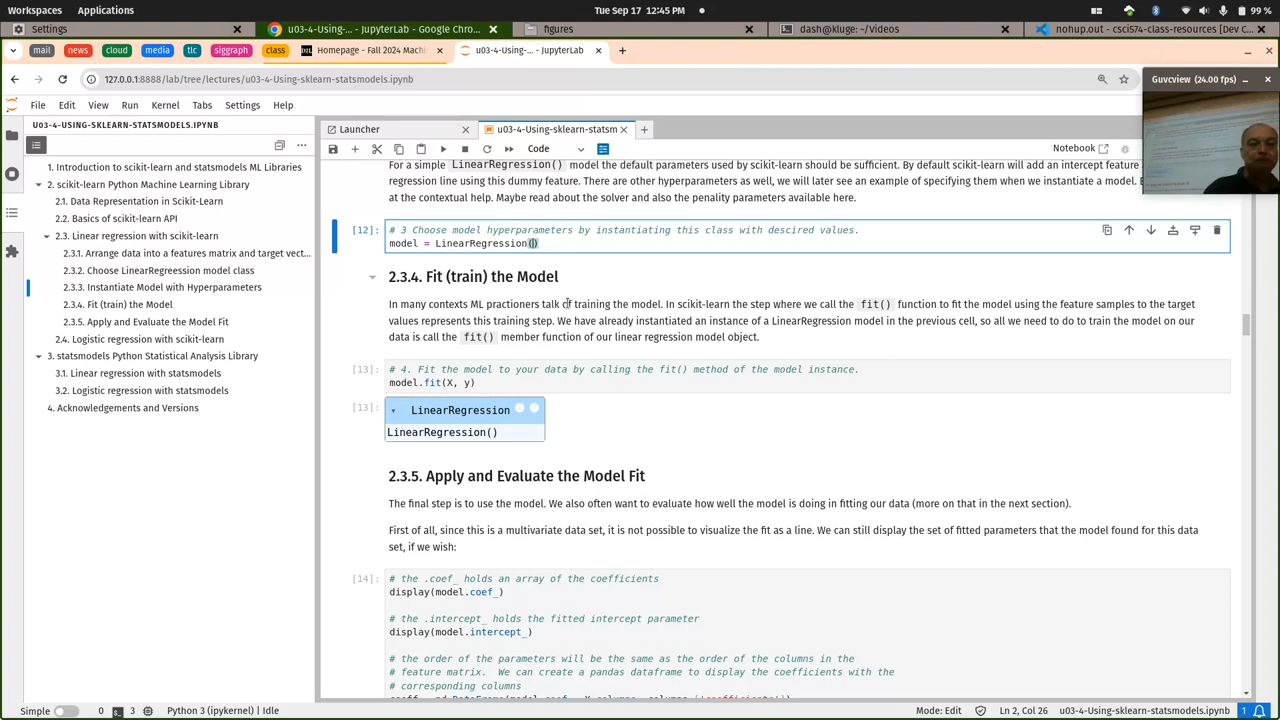 Workspaces Applications
Tue Sep 17 12:45 PM
99 %
Settings
u03-4-Using-... - JupyterLab - Google Chro...
figures
dash@kluge: ~/Videos
nohup.out - csci574-class-resources [Dev C...
mail news cloud media tlc siggraph class
Homepage - Fall 2024 Machi
u03-4-Using-... - JupyterLab
127.0.0.1:8888/lab/tree/lectures/u03-4-Using-sklearn-statsmodels.ipynb
Guvcview (24.00 fps)
File Edit View Run Kernel Tabs Settings Help
U03-4-USING-SKLEARN-STATSMODELS.IPYNB
1. Introduction to scikit-learn and statsmodels ML Libraries
2. scikit-learn Python Machine Learning Library
2.1. Data Representation in Scikit-Learn
2.2. Basics of scikit-learn API
2.3. Linear regression with scikit-learn
2.3.1. Arrange data into a features matrix and target vect...
2.3.2. Choose LinearRegreesion model class
2.3.3. Instantiate Model with Hyperparameters
2.3.4. Fit (train) the Model
2.3.5. Apply and Evaluate the Model Fit
2.4. Logistic regression with scikit-learn
3. statsmodels Python Statistical Analysis Library
3.1. Linear regression with statsmodels
3.2. Logistic regression with statsmodels
4. Acknowledgements and Versions
Launcher
u03-4-Using-sklearn-statsm
Code
Notebook
For a simple LinearRegression() model the default parameters used by scikit-learn should be sufficient. By default scikit-learn will add an intercept feature
regression line using this dummy feature. There are other hyperparameters as well, we will later see an example of specifying them when we instantiate a model.
at the contextual help. Maybe read about the solver and also the penality parameters available here.
[12]: # 3 Choose model hyperparameters by instantiating this class with descired values.
model = LinearRegression()
2.3.4. Fit (train) the Model
In many contexts ML practioners talk of training the model. In scikit-learn the step where we call the fit() function to fit the model using the feature samples to the target
values represents this training step. We have already instantiated an instance of a LinearRegression model in the previous cell, so all we need to do to train the model on our
data is call the fit() member function of our linear regression model object.
[13]: # 4. Fit the model to your data by calling the fit() method of the model instance.
model.fit(X, y)
[13]: LinearRegression
LinearRegression()
2.3.5. Apply and Evaluate the Model Fit
The final step is to use the model. We also often want to evaluate how well the model is doing in fitting our data (more on that in the next section).
First of all, since this is a multivariate data set, it is not possible to visualize the fit as a line. We can still display the set of fitted parameters that the model found for this data
set, if we wish:
[14]: # the .coef_ holds an array of the coefficients
display(model.coef_)
# the .intercept_ holds the fitted intercept parameter
display(model.intercept_)
# the order of the parameters will be the same as the order of the columns in the
# feature matrix. We can create a pandas dataframe to display the coefficients with the
# corresponding columns
Simple 0 3 Python 3 (ipykernel) | Idle
Mode: Edit Ln 2, Col 26 u03-4-Using-sklearn-statsmodels.ipynb 1